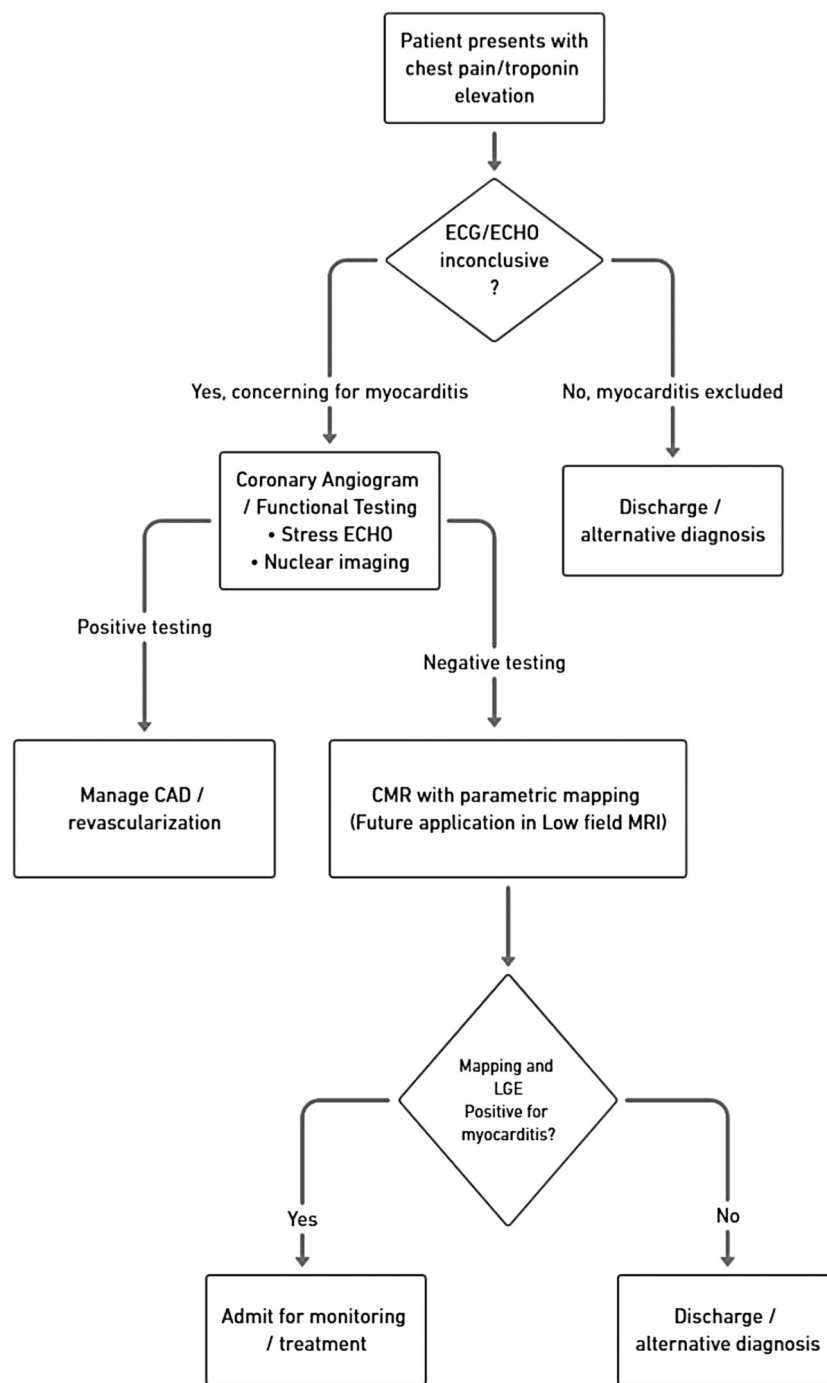 Patient presents with
chest pain/troponin
elevation
ECG/ECHO
inconclusive
?
Yes, concerning for myocarditis
No, myocarditis excluded
Coronary Angiogram
/ Functional Testing
• Stress ECHO
• Nuclear imaging
Discharge /
alternative diagnosis
Positive testing
Negative testing
Manage CAD /
revascularization
CMR with parametric mapping
(Future application in Low field MRI)
Mapping and
LGE
Positive for
myocarditis?
Yes
No
Admit for monitoring
/ treatment
Discharge /
alternative diagnosis